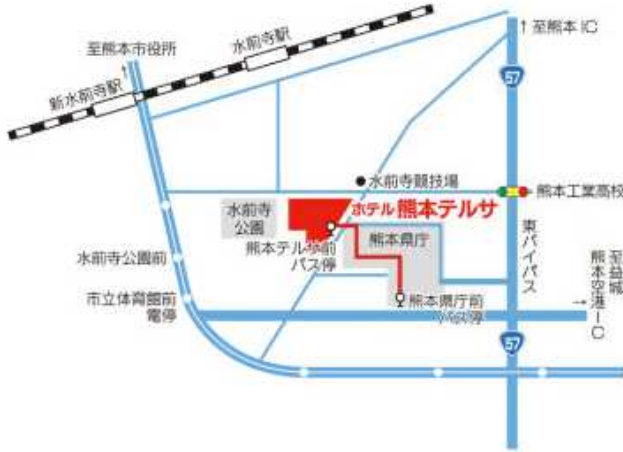 至熊本市役所
↑
水前寺駅
新水前寺駅
↑至熊本IC
57
水前寺競技場
熊本工業高校
水前寺
公園
ホテル熊本テルサ
熊本テルサ前
バス停
熊本県庁
水前寺公園前
市立体育館前
電停
熊本県庁前
バス停
東バイパス
至益城
熊本空港IC
→
57